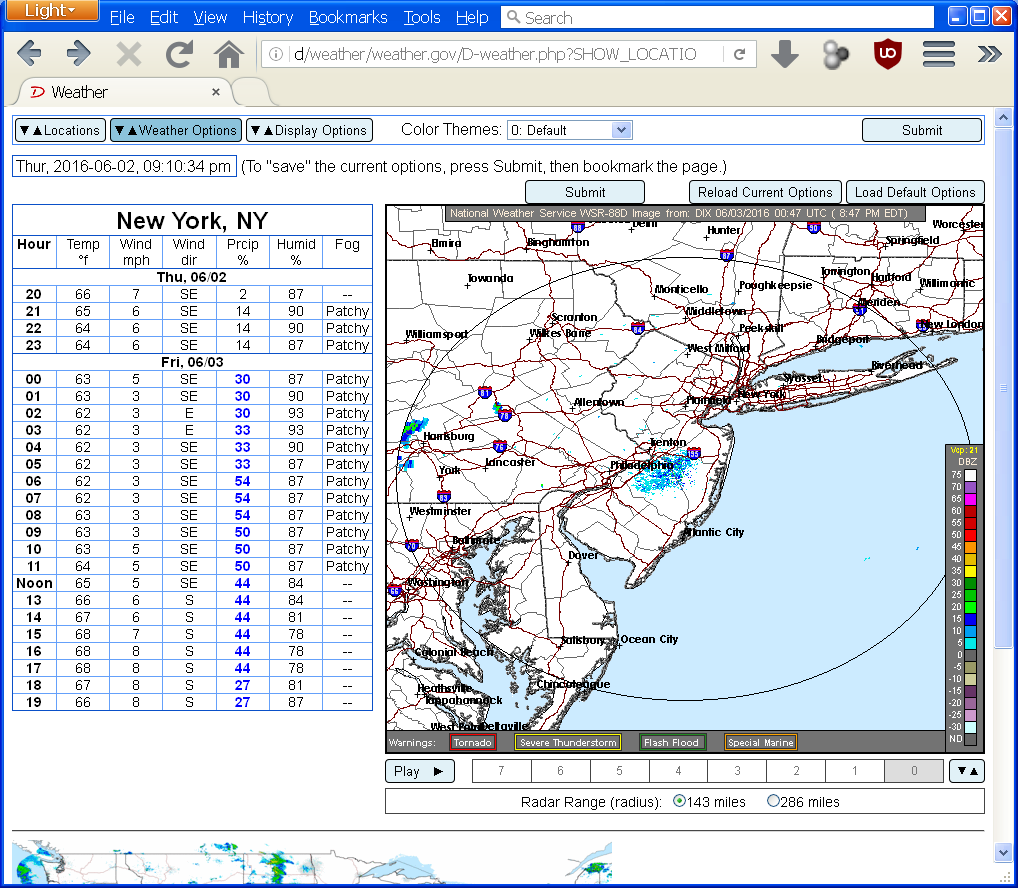 Light
File Edit View History Bookmarks Tools Help Search
d/weather/weather.gov/D-weather.php?SHOW_LOCATIO
Weather ×
▼▲Locations ▼▲Weather Options ▼▲Display Options Color Themes: 0: Default Submit
Thur, 2016-06-02, 09:10:34 pm (To "save" the current options, press Submit, then bookmark the page.)
Submit Reload Current Options Load Default Options
New York, NY
Hour Temp Wind Wind Prcip Humid Fog
°f mph dir % %
Thu, 06/02
20 66 7 SE 2 87 --
21 65 6 SE 14 90 Patchy
22 64 6 SE 14 90 Patchy
23 64 6 SE 14 90 Patchy
Fri, 06/03
00 63 5 SE 30 87 Patchy
01 63 3 SE 30 90 Patchy
02 62 3 E 30 93 Patchy
03 62 3 E 33 93 Patchy
04 62 3 SE 33 90 Patchy
05 62 3 SE 33 87 Patchy
06 62 3 SE 54 87 Patchy
07 62 3 SE 54 87 Patchy
08 63 3 SE 54 87 Patchy
09 63 3 SE 50 87 Patchy
10 63 5 SE 50 87 Patchy
11 64 5 SE 50 87 Patchy
Noon 65 5 SE 44 84 --
13 66 6 S 44 84 --
14 67 6 S 44 81 --
15 68 7 S 44 78 --
16 68 8 S 44 78 --
17 68 8 S 44 78 --
18 67 8 S 27 81 --
19 66 8 S 27 87 --
National Weather Service WSR-88D Image from: DIX 06/03/2016 00:47 UTC ( 8:47 PM EDT)
Elmira Binghamton 88 Delhi Hunter 90 Worcester
Springfield
87
Towanda Monticello Poughkeepsie Torrington Hartford Willimantic
Middletown Meriden
Williamsport Scranton 84 Peekskill New London
Wilkes Barre West Milford Bridgeport
Riverhead
Syosset
81 Allentown Plainfield New York
78
Harrisburg 76 Trenton
York Lancaster Philadelphia 195
83
Westminster
Baltimore Atlantic City
70
Dover
Washington
66
Salisbury Ocean City
Colonial Beach
Heathsville Chincoteague
Tappahannock
West Point Deltaville
Vcp: 21
DBZ
75
70
65
60
55
50
45
40
35
30
25
20
15
10
5
0
-5
-10
-15
-20
-25
-30
ND
Warnings: Tornado Severe Thunderstorm Flash Flood Special Marine
Play ► 7 6 5 4 3 2 1 0 ▼▲
Radar Range (radius): 143 miles 286 miles